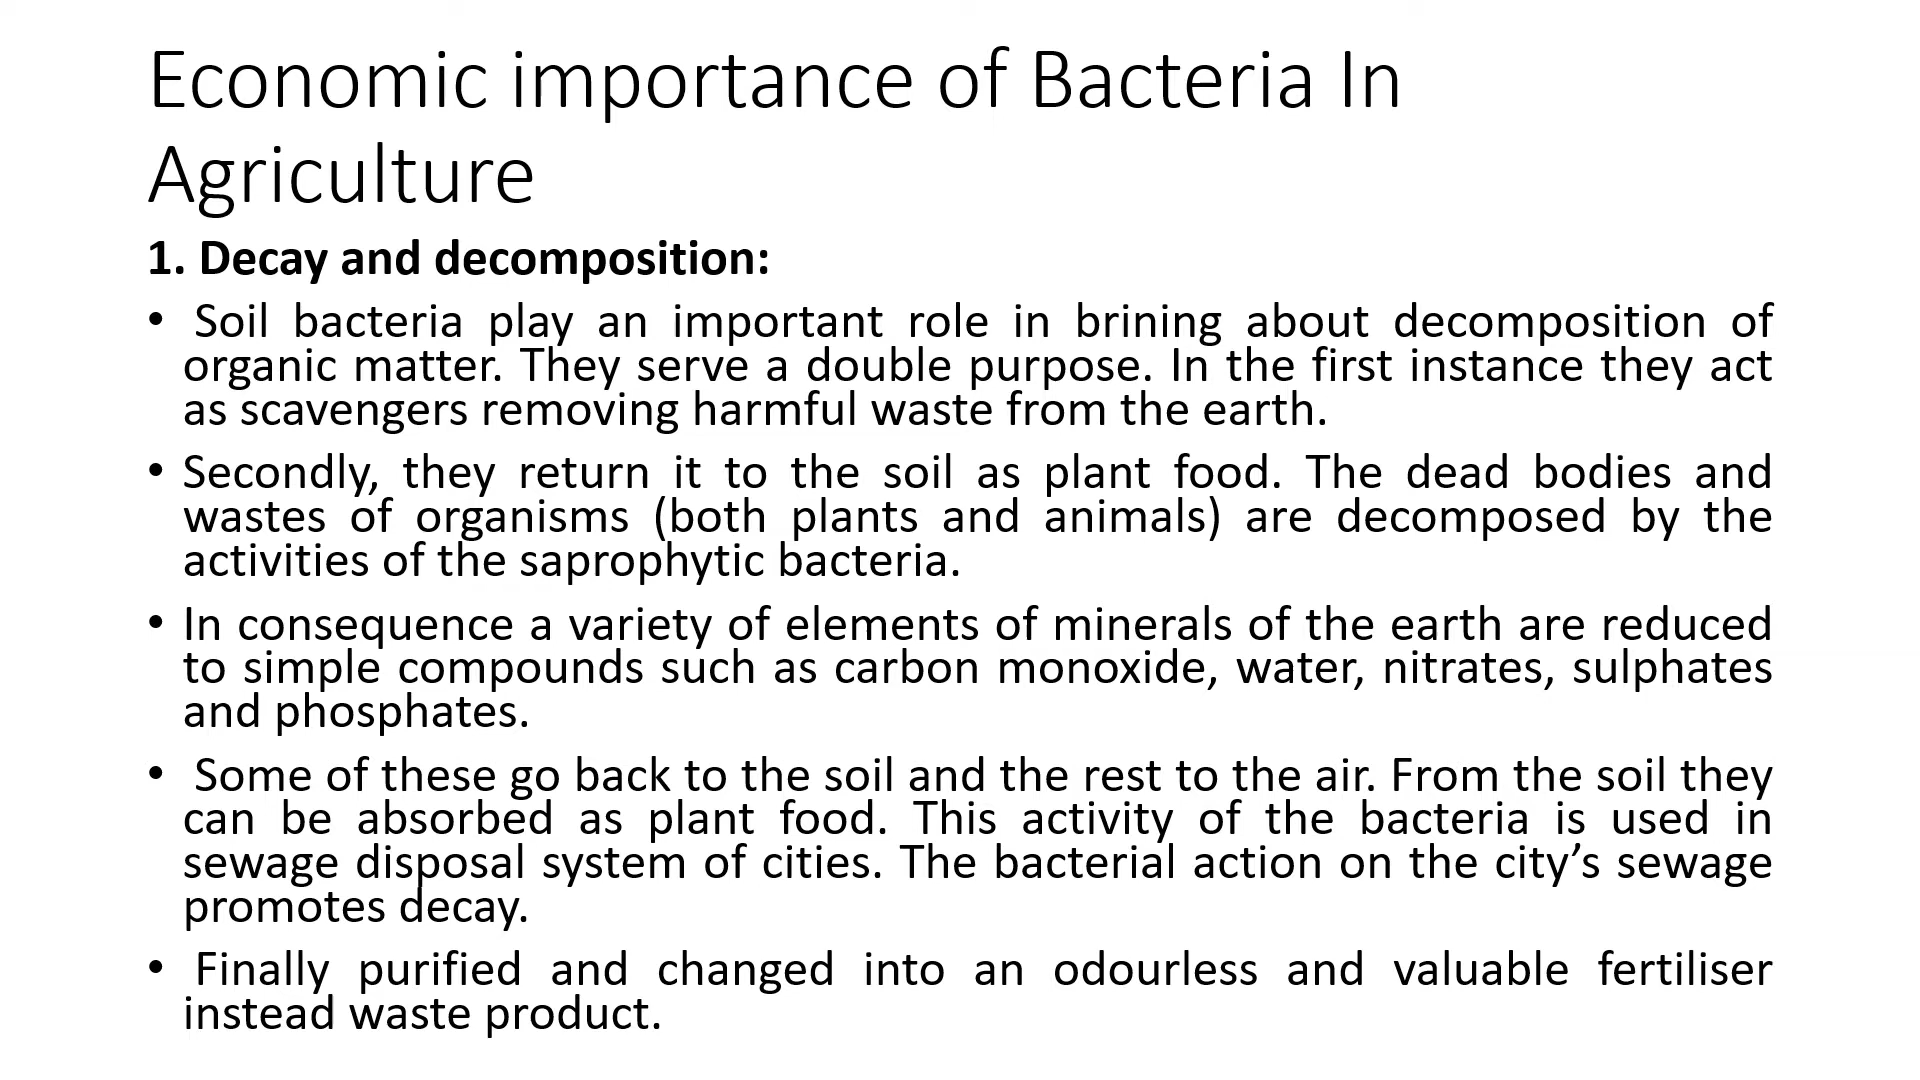 Economic importance of Bacteria In
Agriculture
1. Decay and decomposition:
• Soil bacteria play an important role in brining about decomposition of
organic matter. They serve a double purpose. In the first instance they act
as scavengers removing harmful waste from the earth.
• Secondly, they return it to the soil as plant food. The dead bodies and
wastes of organisms (both plants and animals) are decomposed by the
activities of the saprophytic bacteria.
• In consequence a variety of elements of minerals of the earth are reduced
to simple compounds such as carbon monoxide, water, nitrates, sulphates
and phosphates.
• Some of these go back to the soil and the rest to the air. From the soil they
can be absorbed as plant food. This activity of the bacteria is used in
sewage disposal system of cities. The bacterial action on the city’s sewage
promotes decay.
• Finally purified and changed into an odourless and valuable fertiliser
instead waste product.